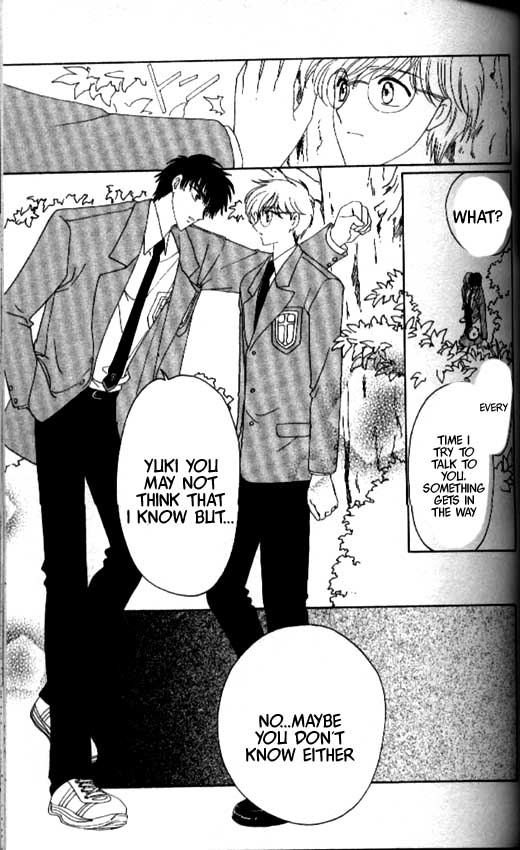 WHAT?
EVERY
TIME I
TRY TO
TALK TO
YOU.
SOMETHING
GETS IN
THE WAY
YUKI YOU
MAY NOT
THINK THAT
I KNOW BUT...
NO...MAYBE
YOU DON'T
KNOW EITHER